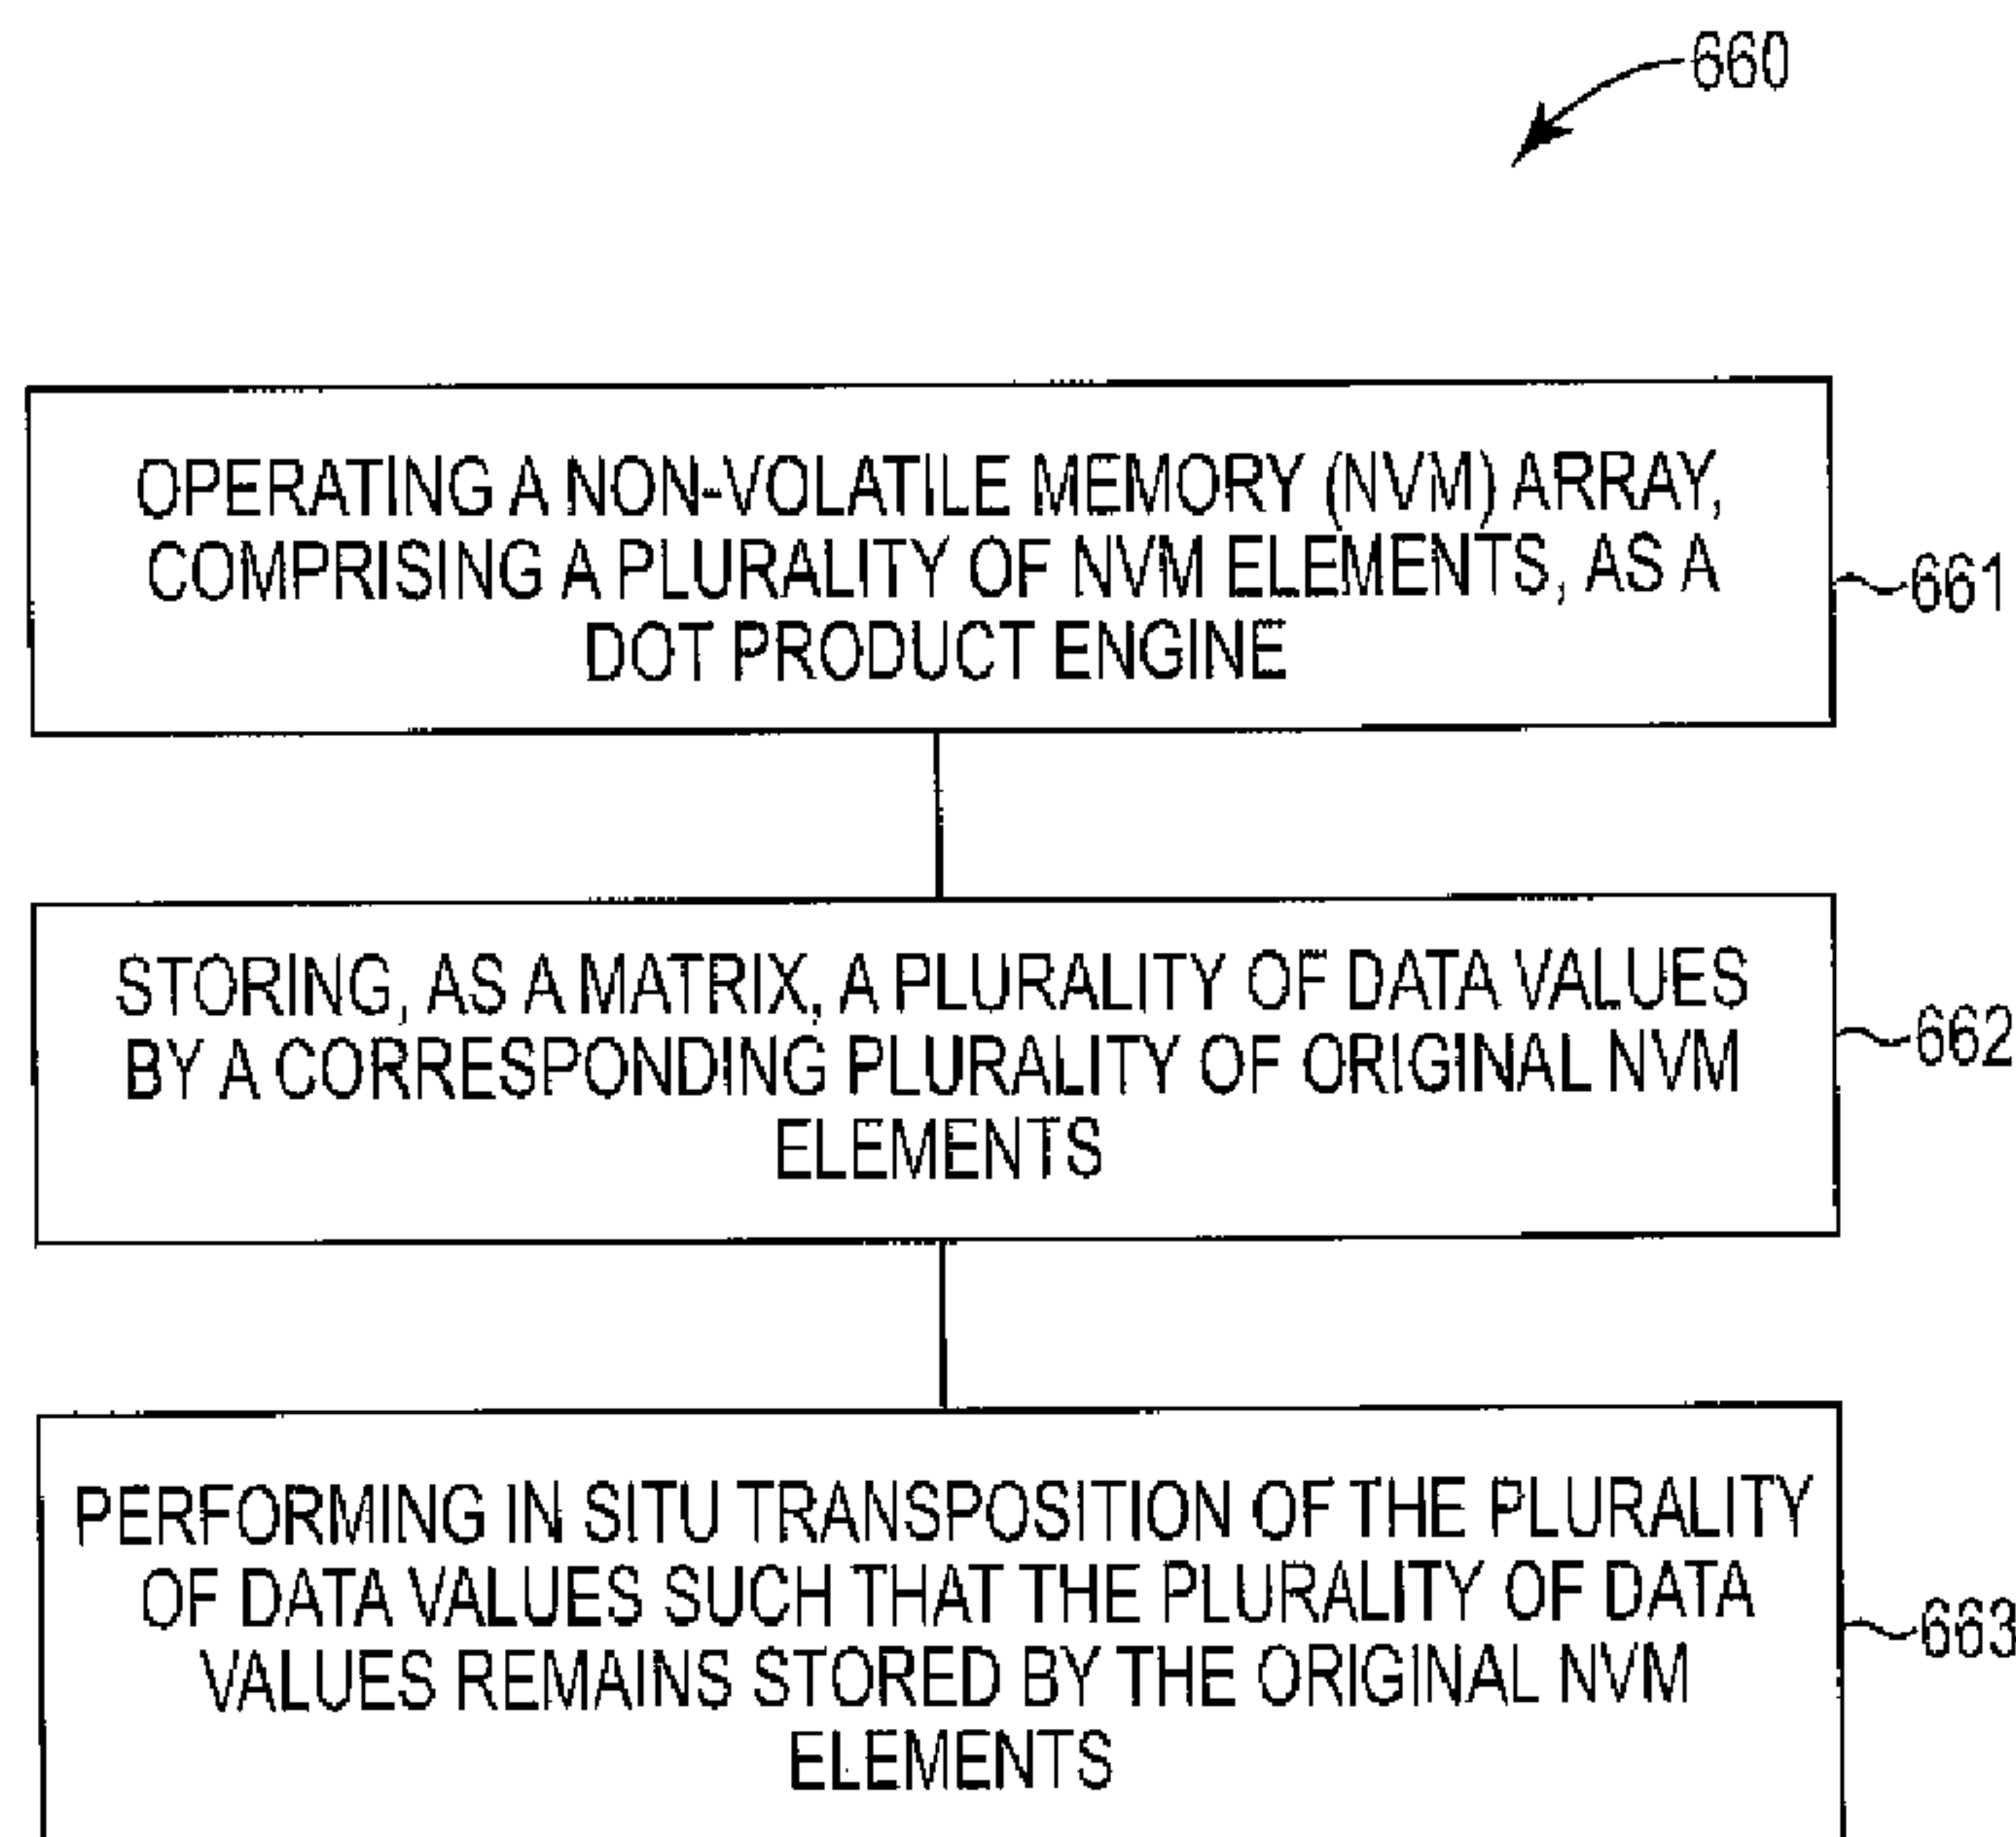 660
OPERATING A NON-VOLATILE MEMORY (NVM) ARRAY,
COMPRISING A PLURALITY OF NVM ELEMENTS, AS A
DOT PRODUCT ENGINE
661
STORING, AS A MATRIX, A PLURALITY OF DATA VALUES
BY A CORRESPONDING PLURALITY OF ORIGINAL NVM
ELEMENTS
662
PERFORMING IN SITU TRANSPOSITION OF THE PLURALITY
OF DATA VALUES SUCH THAT THE PLURALITY OF DATA
VALUES REMAINS STORED BY THE ORIGINAL NVM
ELEMENTS
663